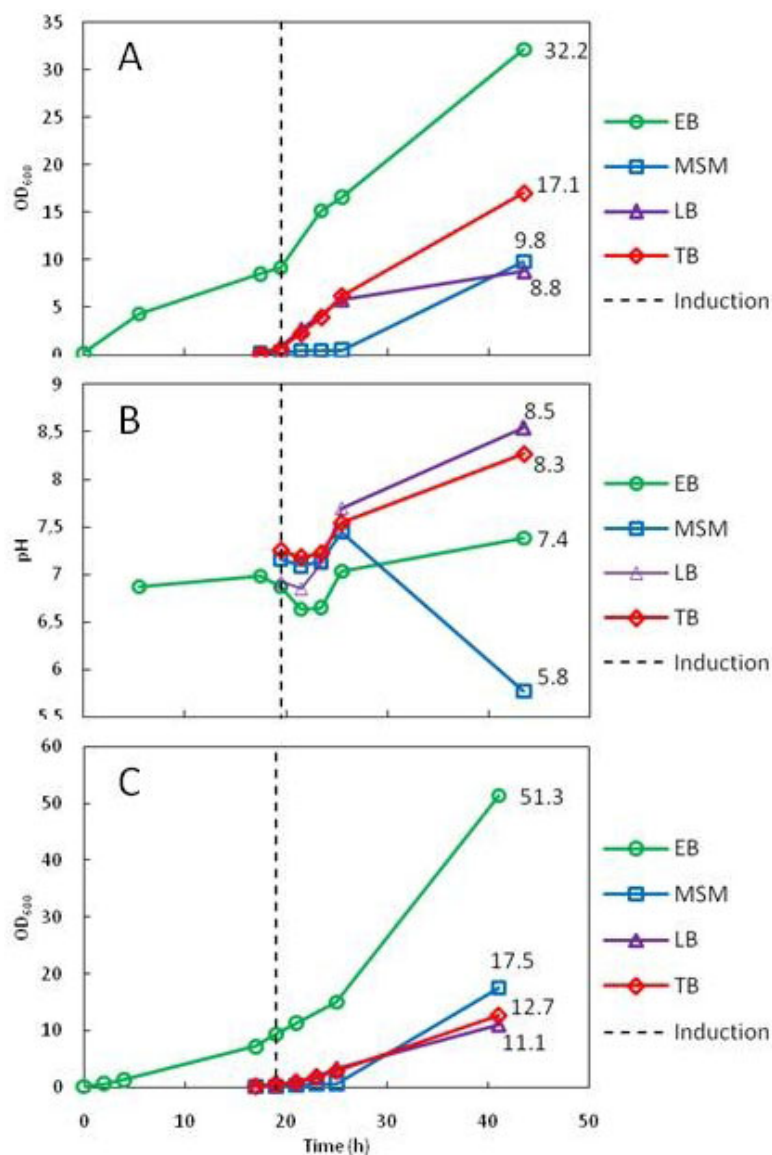 A
OD600
35
30
25
20
15
10
5
0
32.2
17.1
9.8
8.8
EB
MSM
LB
TB
Induction
B
pH
9
8.5
8
7.5
7
6.5
6
5.5
8.5
8.3
7.4
5.8
EB
MSM
LB
TB
Induction
C
OD600
60
50
40
30
20
10
0
51.3
17.5
12.7
11.1
EB
MSM
LB
TB
Induction
0 10 20 30 40 50
Time (h)